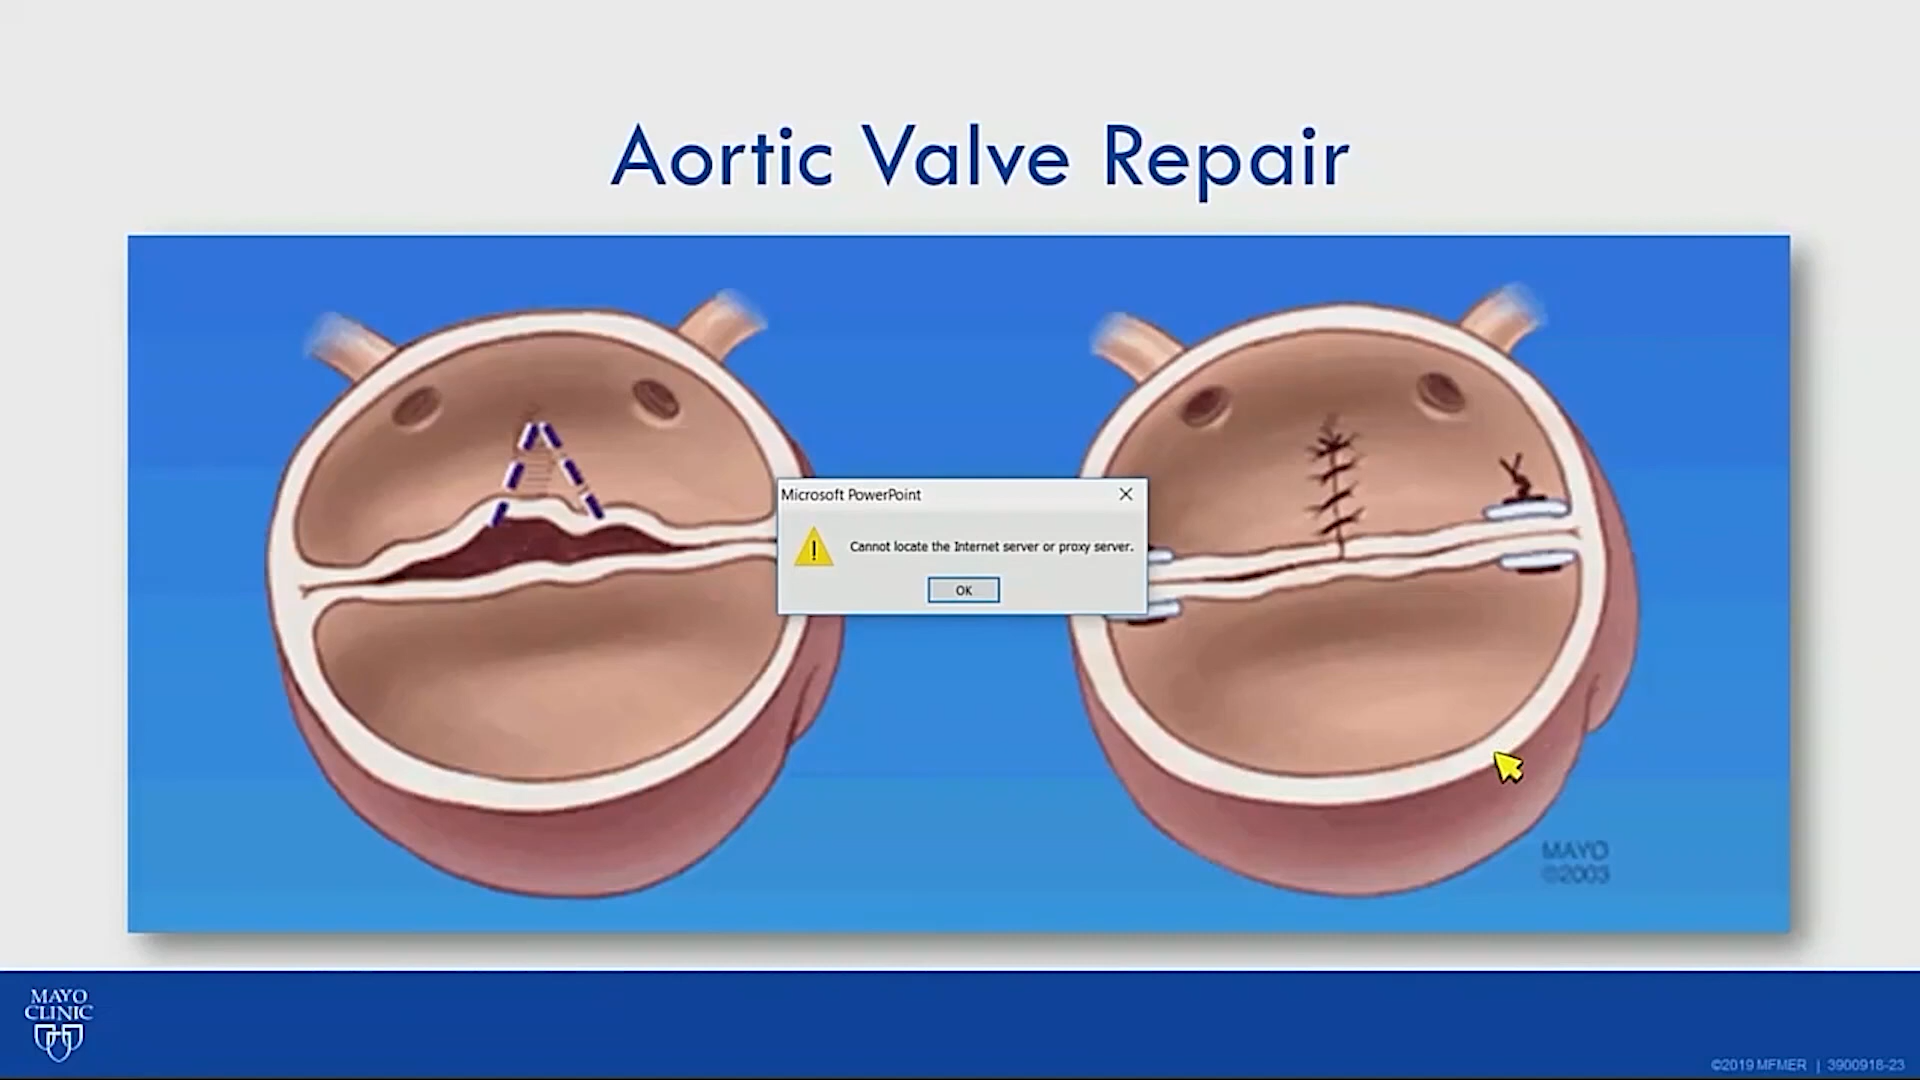 Aortic Valve Repair
Microsoft PowerPoint
Cannot locate the Internet server or proxy server.
OK
MAYO
©2003
MAYO
CLINIC
©2019 MFMER | 3900918-23